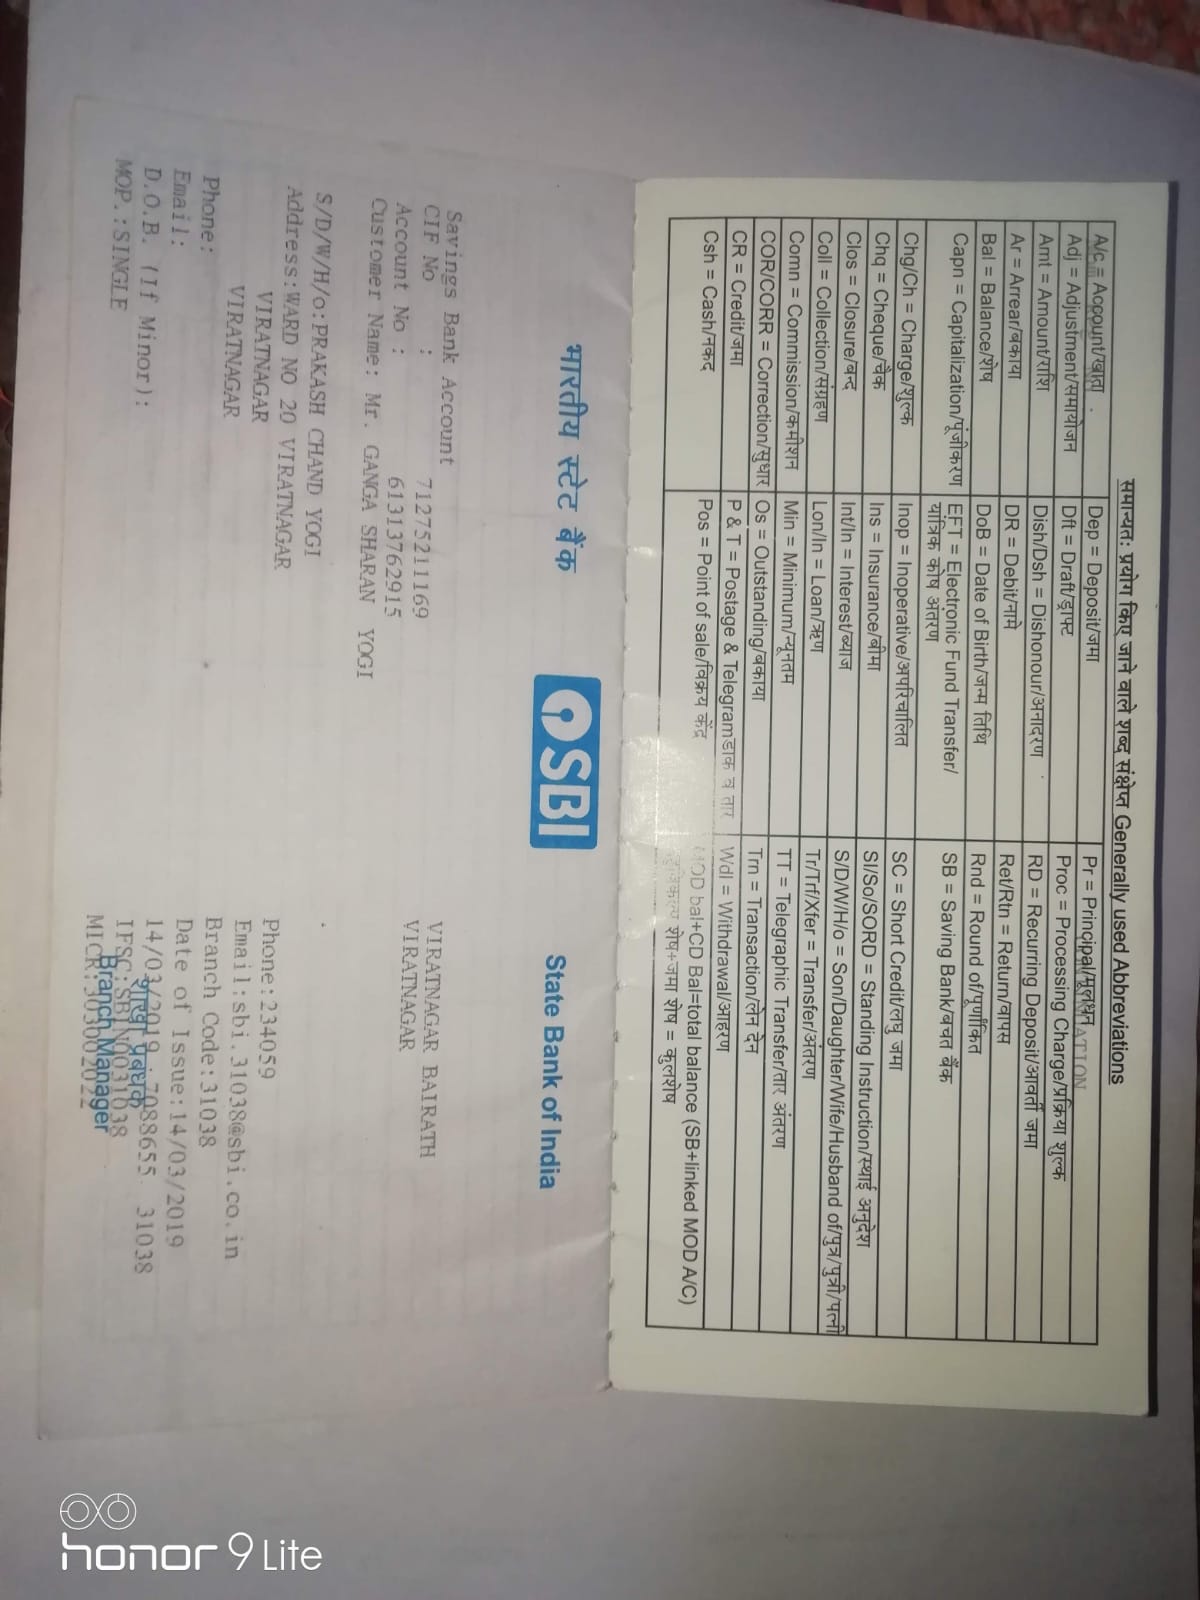 समान्यत: प्रयोग किए जाने वाले शब्द संक्षेप्त Generally used Abbreviations
A/c = Account/खाता
Dep = Deposit/जमा
Pr = Principal/मूलधन
Adj = Adjustment/समायोजन
Dft = Draft/ड्राफ्ट
Proc = Processing Charge/प्रक्रिया शुल्क
Amt = Amount/राशि
Dish/Dsh = Dishonour/अनादरण
RD = Recurring Deposit/आवर्ती जमा
Ar = Arrear/बकाया
DR = Debit/नामे
Ret/Rtn = Return/वापस
Bal = Balance/शेष
DoB = Date of Birth/जन्म तिथि
Rnd = Round of/पूर्णांकित
Capn = Capitalization/पूंजीकरण
EFT = Electronic Fund Transfer/
यांत्रिक कोष अंतरण
SB = Saving Bank/बचत बैंक
Chg/Ch = Charge/शुल्क
Inop = Inoperative/अपरिचालित
SC = Short Credit/लघु जमा
Chq = Cheque/चैक
Ins = Insurance/बीमा
SI/So/SORD = Standing Instruction/स्थाई अनुदेश
Clos = Closure/बन्द
Int/In = Interest/ब्याज
S/D/W/H/o = Son/Daughter/Wife/Husband of/पुत्र/पुत्री/पत्नी
Coll = Collection/संग्रहण
Lon/ln = Loan/ऋण
Tr/Trf/Xfer = Transfer/अंतरण
Comn = Commission/कमीशन
Min = Minimum/न्यूनतम
TT = Telegraphic Transfer/तार अंतरण
COR/CORR = Correction/सुधार
Os = Outstanding/बकाया
Trn = Transaction/लेन देन
CR = Credit/जमा
P & T = Postage & Telegramडाक व तार
Wdl = Withdrawal/आहरण
Csh = Cash/नकद
Pos = Point of sale/विक्रय केंद्र
MOD bal+CD Bal=total balance (SB+linked MOD A/C)
शेष+जमा शेष = कुलशेष
भारतीय स्टेट बैंक
SBI
State Bank of India
Savings Bank Account
CIF No : 71275211169
Account No : 61313762915
Customer Name: Mr. GANGA SHARAN YOGI
S/D/W/H/o: PRAKASH CHAND YOGI
Address:WARD NO 20 VIRATNAGAR
VIRATNAGAR
VIRATNAGAR
Phone:
Email:
D.O.B. (If Minor):
MOP.:SINGLE
VIRATNAGAR BAIRATH
VIRATNAGAR
Phone:234059
Email:sbi.31038@sbi.co.in
Branch Code:31038
Date of Issue:14/03/2019
14/03/2019 7088655 31038
शाखा प्रबंधक
IFSC:SBIN0031038
MICR:303002022
Branch Manager
honor 9 Lite